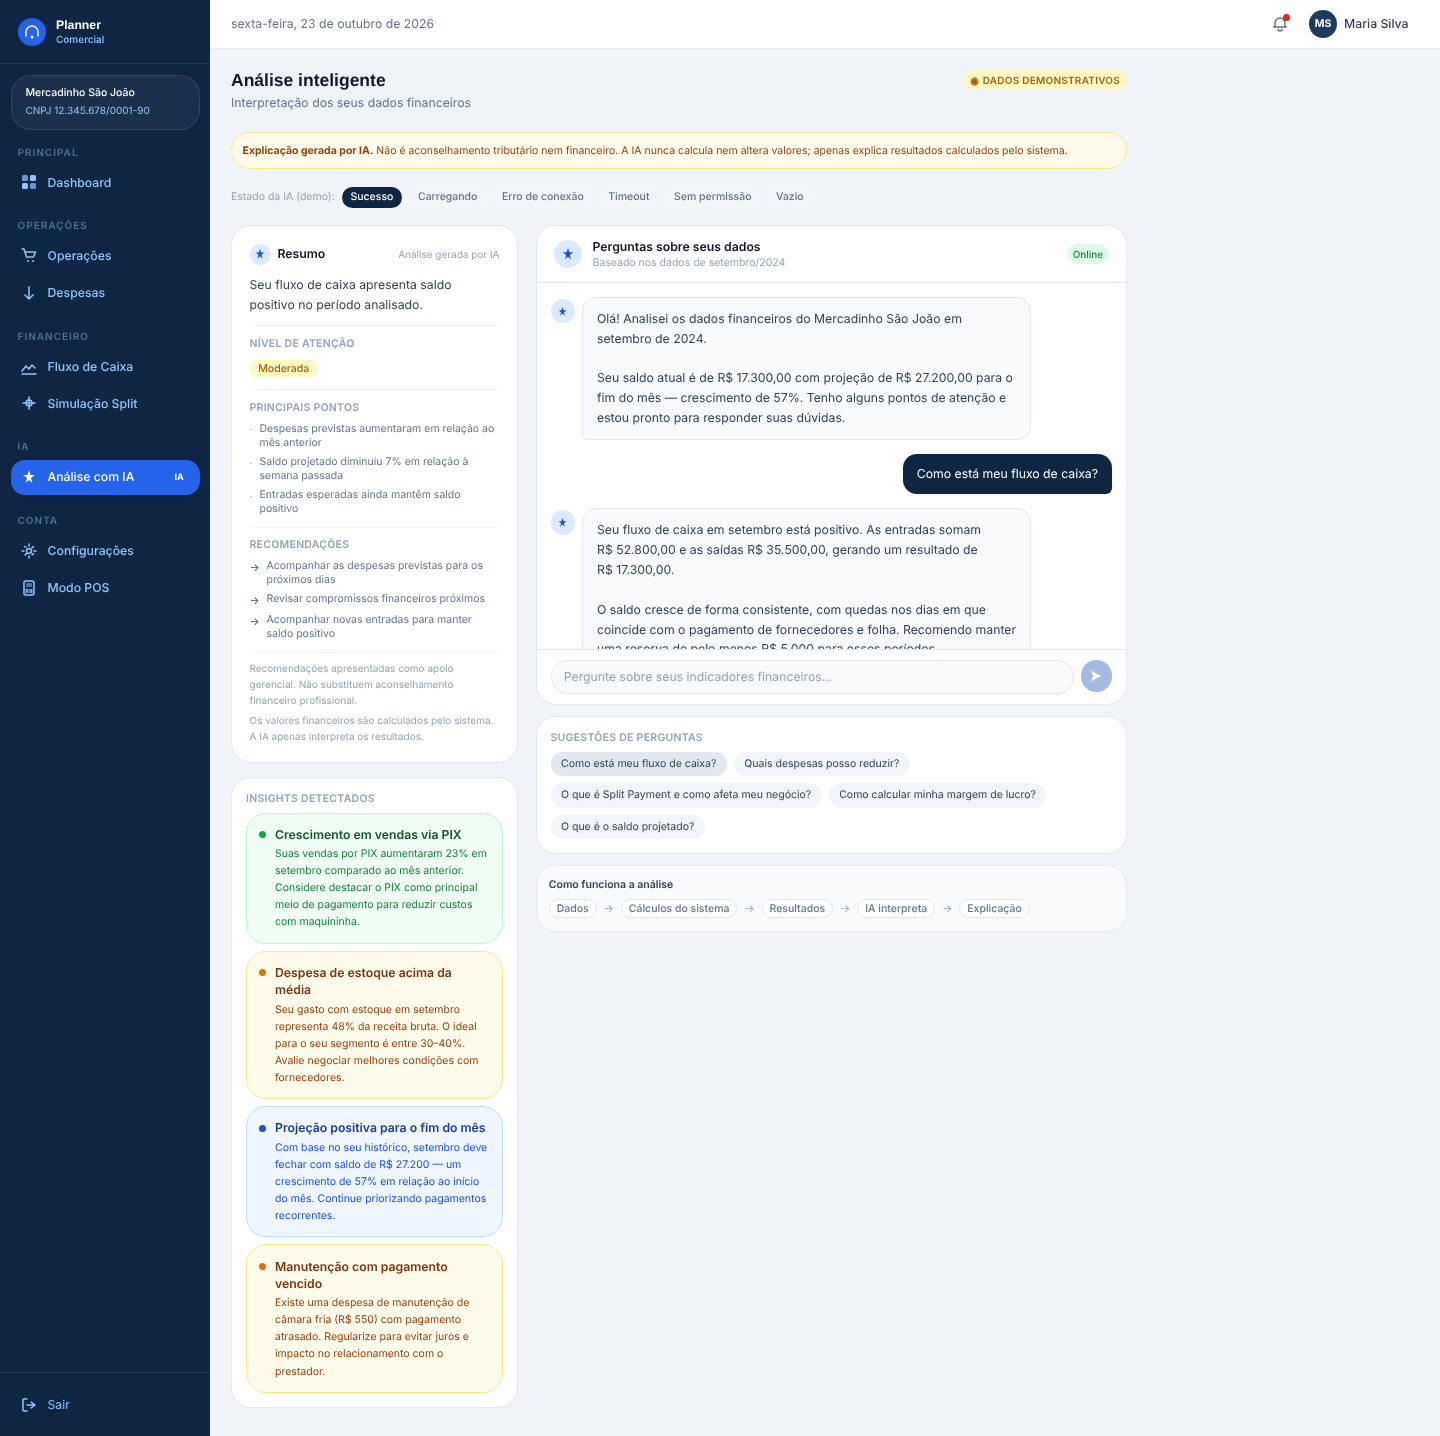 Planner
Comercial
Mercadinho São João
CNPJ 12.345.678/0001-90
PRINCIPAL
Dashboard
OPERAÇÕES
Operações
Despesas
FINANCEIRO
Fluxo de Caixa
Simulação Split
IA
Análise com IA
IA
CONTA
Configurações
Modo POS
Sair
sexta-feira, 23 de outubro de 2026
MS
Maria Silva
Análise inteligente
Interpretação dos seus dados financeiros
◉ DADOS DEMONSTRATIVOS
Explicação gerada por IA. Não é aconselhamento tributário nem financeiro. A IA nunca calcula nem altera valores; apenas explica resultados calculados pelo sistema.
Estado da IA (demo):
Sucesso
Carregando
Erro de conexão
Timeout
Sem permissão
Vazio
Resumo
Análise gerada por IA
Seu fluxo de caixa apresenta saldo
positivo no período analisado.
NÍVEL DE ATENÇÃO
Moderada
PRINCIPAIS PONTOS
· Despesas previstas aumentaram em relação ao
mês anterior
· Saldo projetado diminuiu 7% em relação à
semana passada
· Entradas esperadas ainda mantêm saldo
positivo
RECOMENDAÇÕES
→ Acompanhar as despesas previstas para os
próximos dias
→ Revisar compromissos financeiros próximos
→ Acompanhar novas entradas para manter
saldo positivo
Recomendações apresentadas como apoio
gerencial. Não substituem aconselhamento
financeiro profissional.
Os valores financeiros são calculados pelo sistema.
A IA apenas interpreta os resultados.
INSIGHTS DETECTADOS
Crescimento em vendas via PIX
Suas vendas por PIX aumentaram 23% em
setembro comparado ao mês anterior.
Considere destacar o PIX como principal
meio de pagamento para reduzir custos
com maquininha.
Despesa de estoque acima da
média
Seu gasto com estoque em setembro
representa 48% da receita bruta. O ideal
para o seu segmento é entre 30–40%.
Avalie negociar melhores condições com
fornecedores.
Projeção positiva para o fim do mês
Com base no seu histórico, setembro deve
fechar com saldo de R$ 27.200 — um
crescimento de 57% em relação ao início
do mês. Continue priorizando pagamentos
recorrentes.
Manutenção com pagamento
vencido
Existe uma despesa de manutenção de
câmara fria (R$ 550) com pagamento
atrasado. Regularize para evitar juros e
impacto no relacionamento com o
prestador.
Perguntas sobre seus dados
Baseado nos dados de setembro/2024
Online
Olá! Analisei os dados financeiros do Mercadinho São João em
setembro de 2024.
Seu saldo atual é de R$ 17.300,00 com projeção de R$ 27.200,00 para o
fim do mês — crescimento de 57%. Tenho alguns pontos de atenção e
estou pronto para responder suas dúvidas.
Como está meu fluxo de caixa?
Seu fluxo de caixa em setembro está positivo. As entradas somam
R$ 52.800,00 e as saídas R$ 35.500,00, gerando um resultado de
R$ 17.300,00.
O saldo cresce de forma consistente, com quedas nos dias em que
coincide com o pagamento de fornecedores e folha. Recomendo manter
uma reserva de pelo menos R$ 5.000 para esses períodos.
Pergunte sobre seus indicadores financeiros...
SUGESTÕES DE PERGUNTAS
Como está meu fluxo de caixa?
Quais despesas posso reduzir?
O que é Split Payment e como afeta meu negócio?
Como calcular minha margem de lucro?
O que é o saldo projetado?
Como funciona a análise
Dados → Cálculos do sistema → Resultados → IA interpreta → Explicação